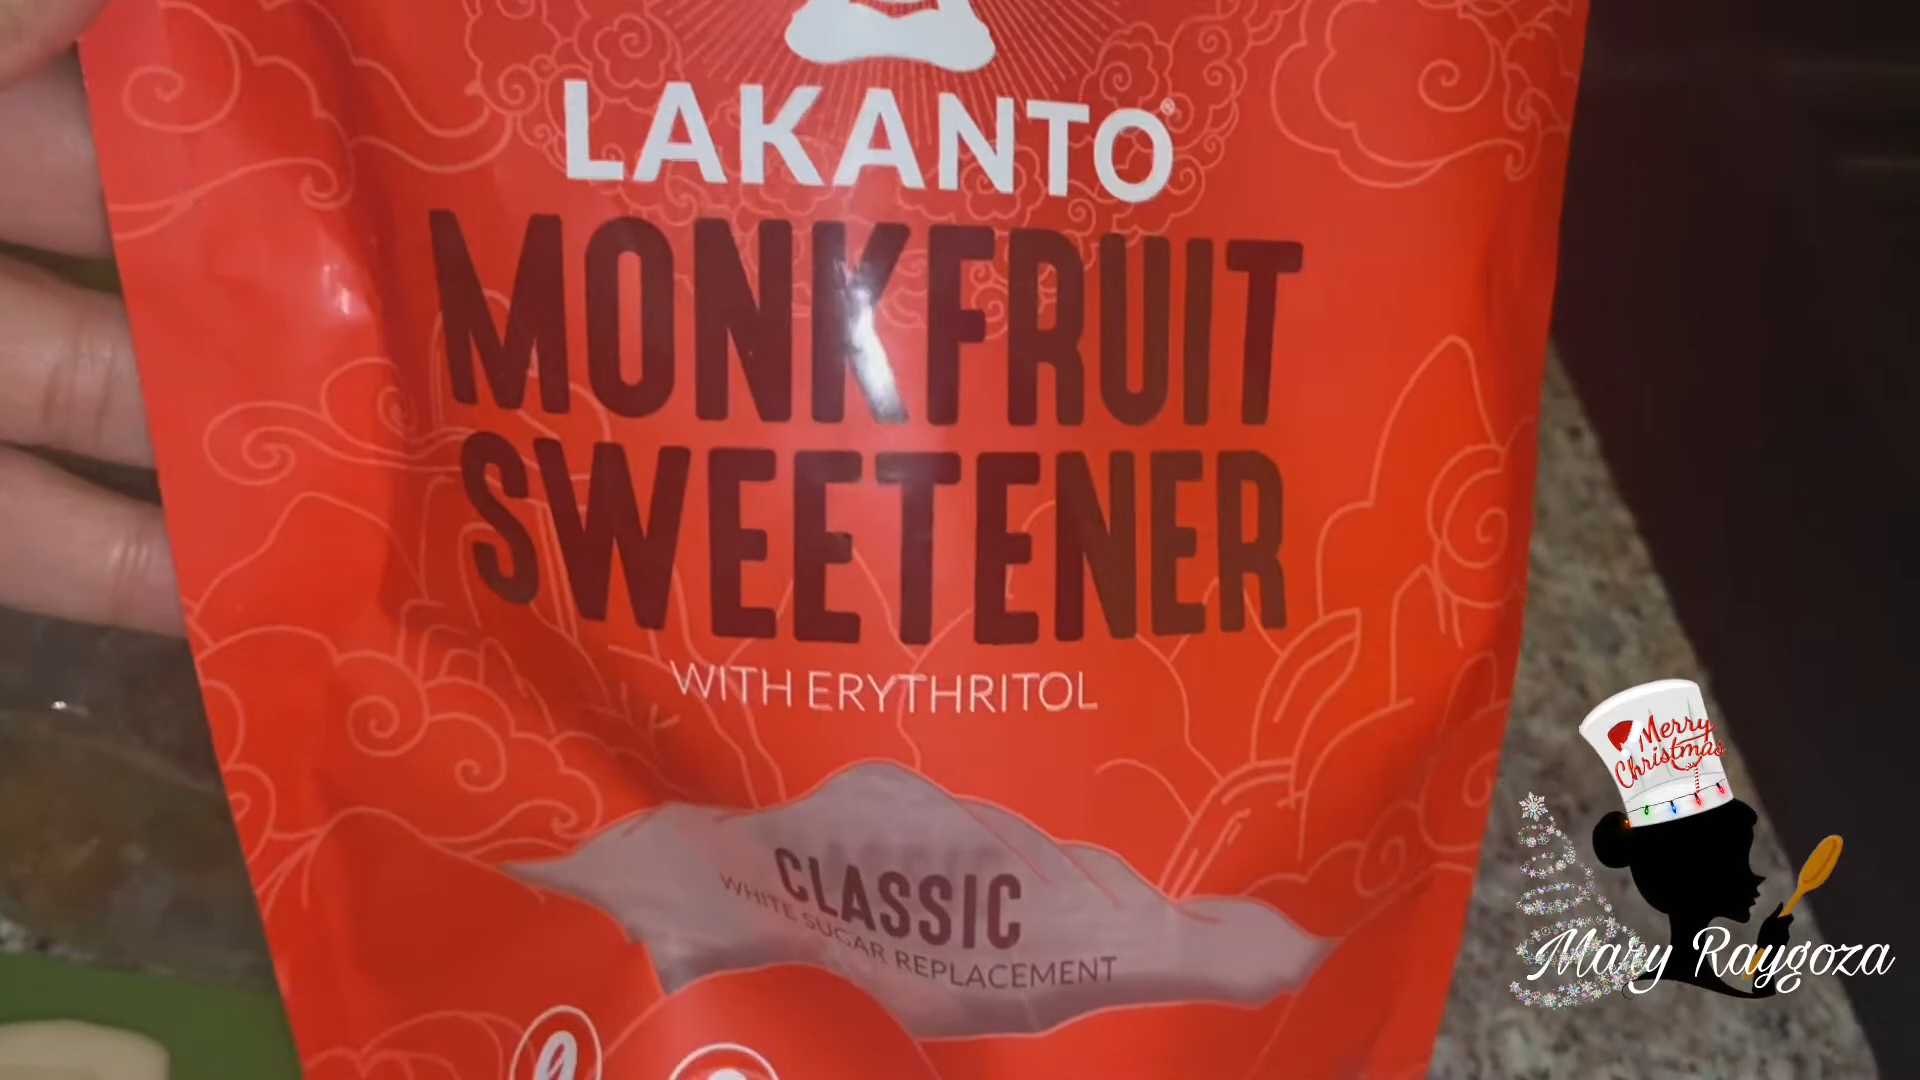 LAKANTO®
MONKFRUIT
SWEETENER
WITH ERYTHRITOL
CLASSIC
WHITE SUGAR REPLACEMENT
Merry
Christmas
Mary Raygoza